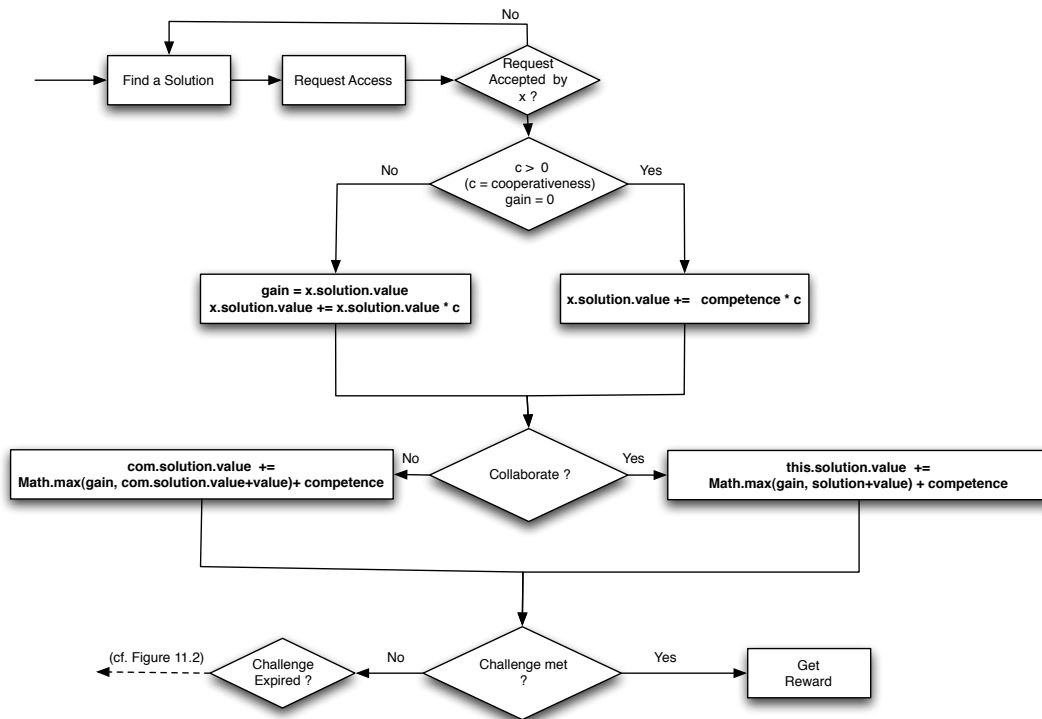 No
Find a Solution
Request Access
Request
Accepted by
x ?
No
c > 0
(c = cooperativeness)
gain = 0
Yes
gain = x.solution.value
x.solution.value += x.solution.value * c
x.solution.value += competence * c
com.solution.value +=
Math.max(gain, com.solution.value+value)+ competence
No
Collaborate ?
Yes
this.solution.value +=
Math.max(gain, solution+value) + competence
(cf. Figure 11.2)
Challenge
Expired ?
No
Challenge met
?
Yes
Get
Reward